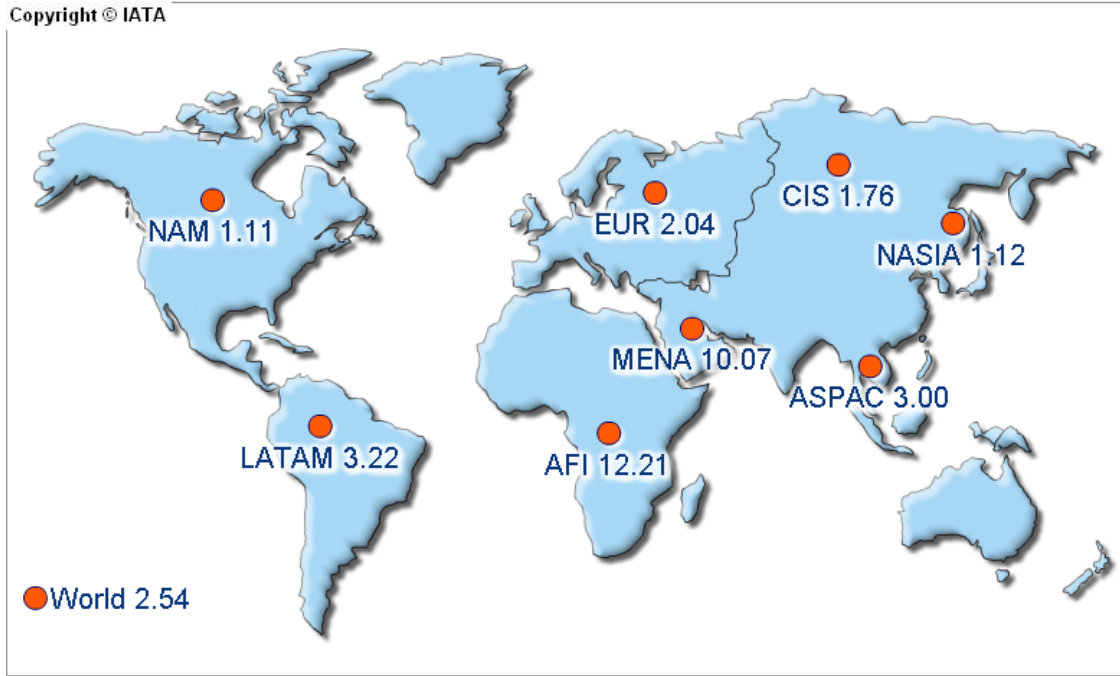 Copyright © IATA
CIS 1.76
NAM 1.11
EUR 2.04
NASIA 1.12
MENA 10.07
ASPAC 3.00
LATAM 3.22
AFI 12.21
World 2.54